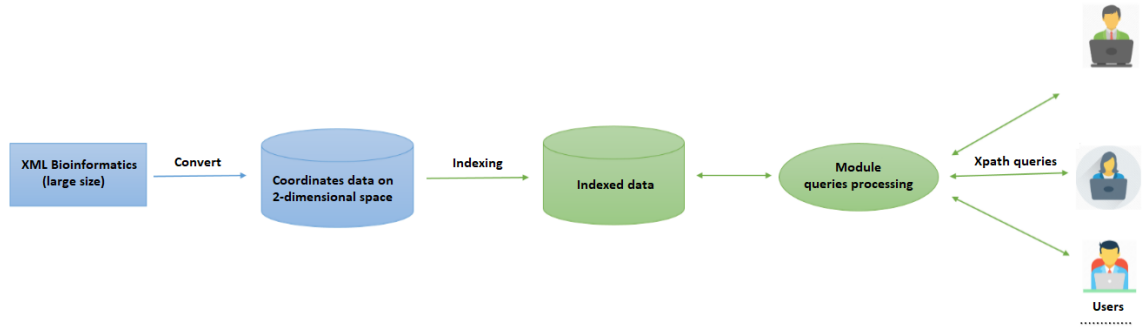 XML Bioinformatics
(large size)
Convert
Coordinates data on
2-dimensional space
Indexing
Indexed data
Module
queries processing
Xpath queries
Users
............